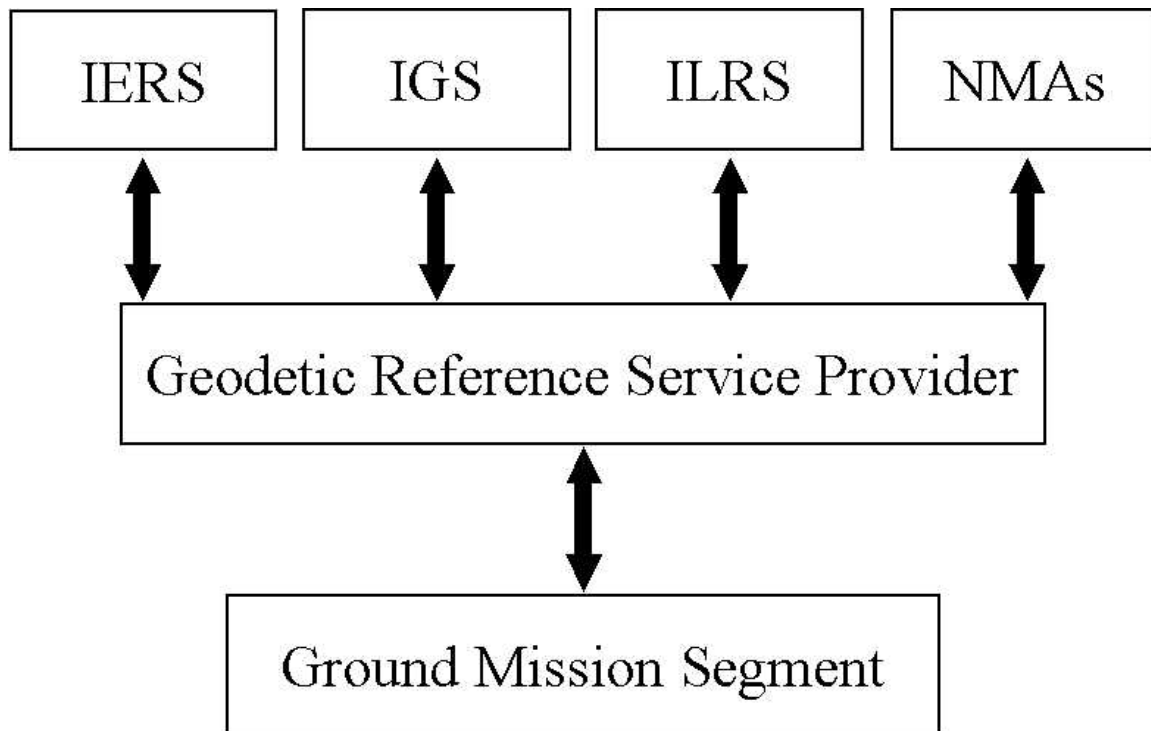 IERS
IGS
ILRS
NMAs
Geodetic Reference Service Provider
Ground Mission Segment